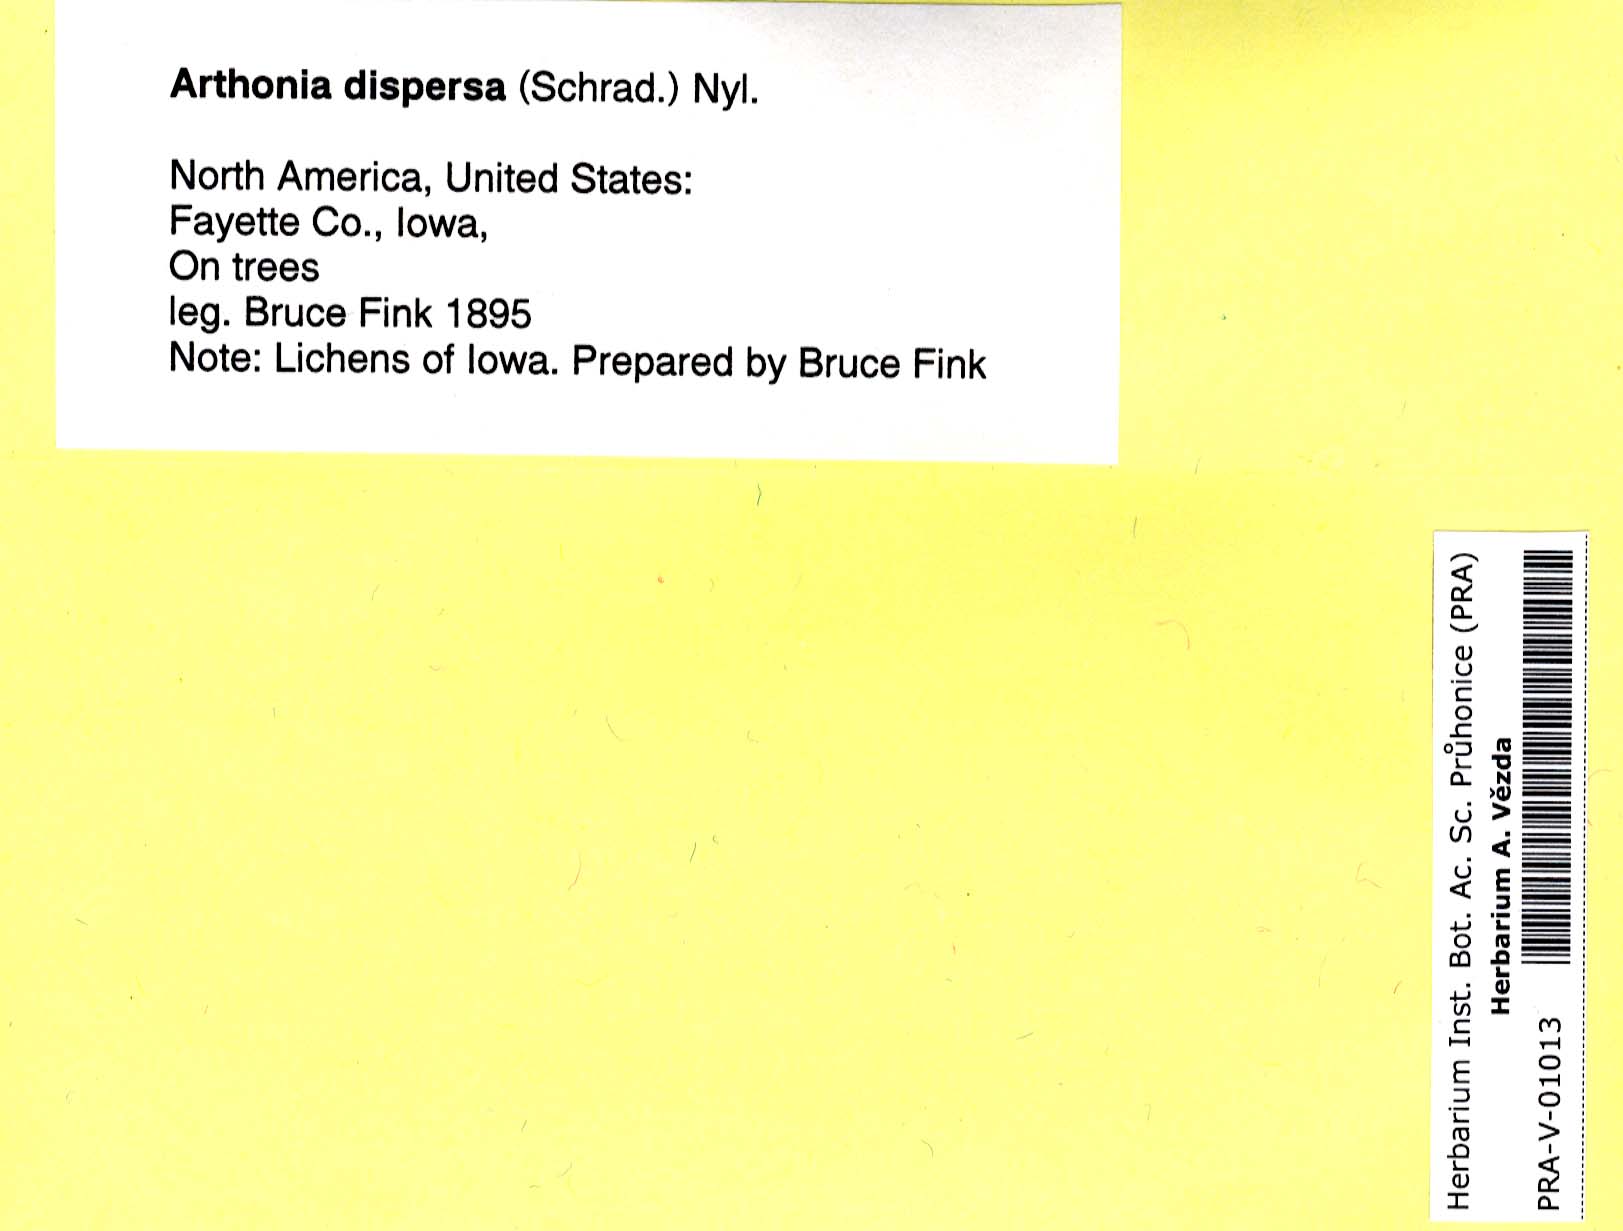 Arthonia dispersa (Schrad.) Nyl.
North America, United States:
Fayette Co., Iowa,
On trees
leg. Bruce Fink 1895
Note: Lichens of Iowa. Prepared by Bruce Fink
Herbarium Inst. Bot. Ac. Sc. Průhonice (PRA)
Herbarium A. Vězda
PRA-V-01013